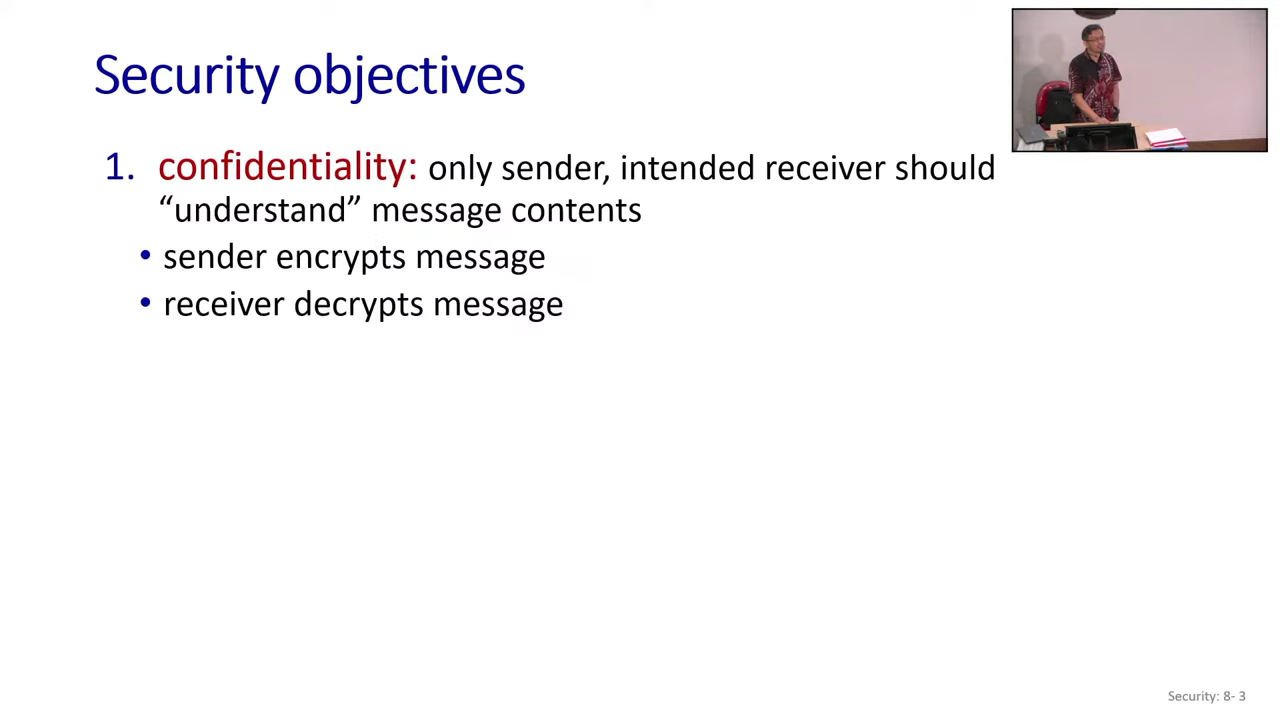 Security objectives
1. confidentiality: only sender, intended receiver should
“understand” message contents
• sender encrypts message
• receiver decrypts message
Security: 8- 3